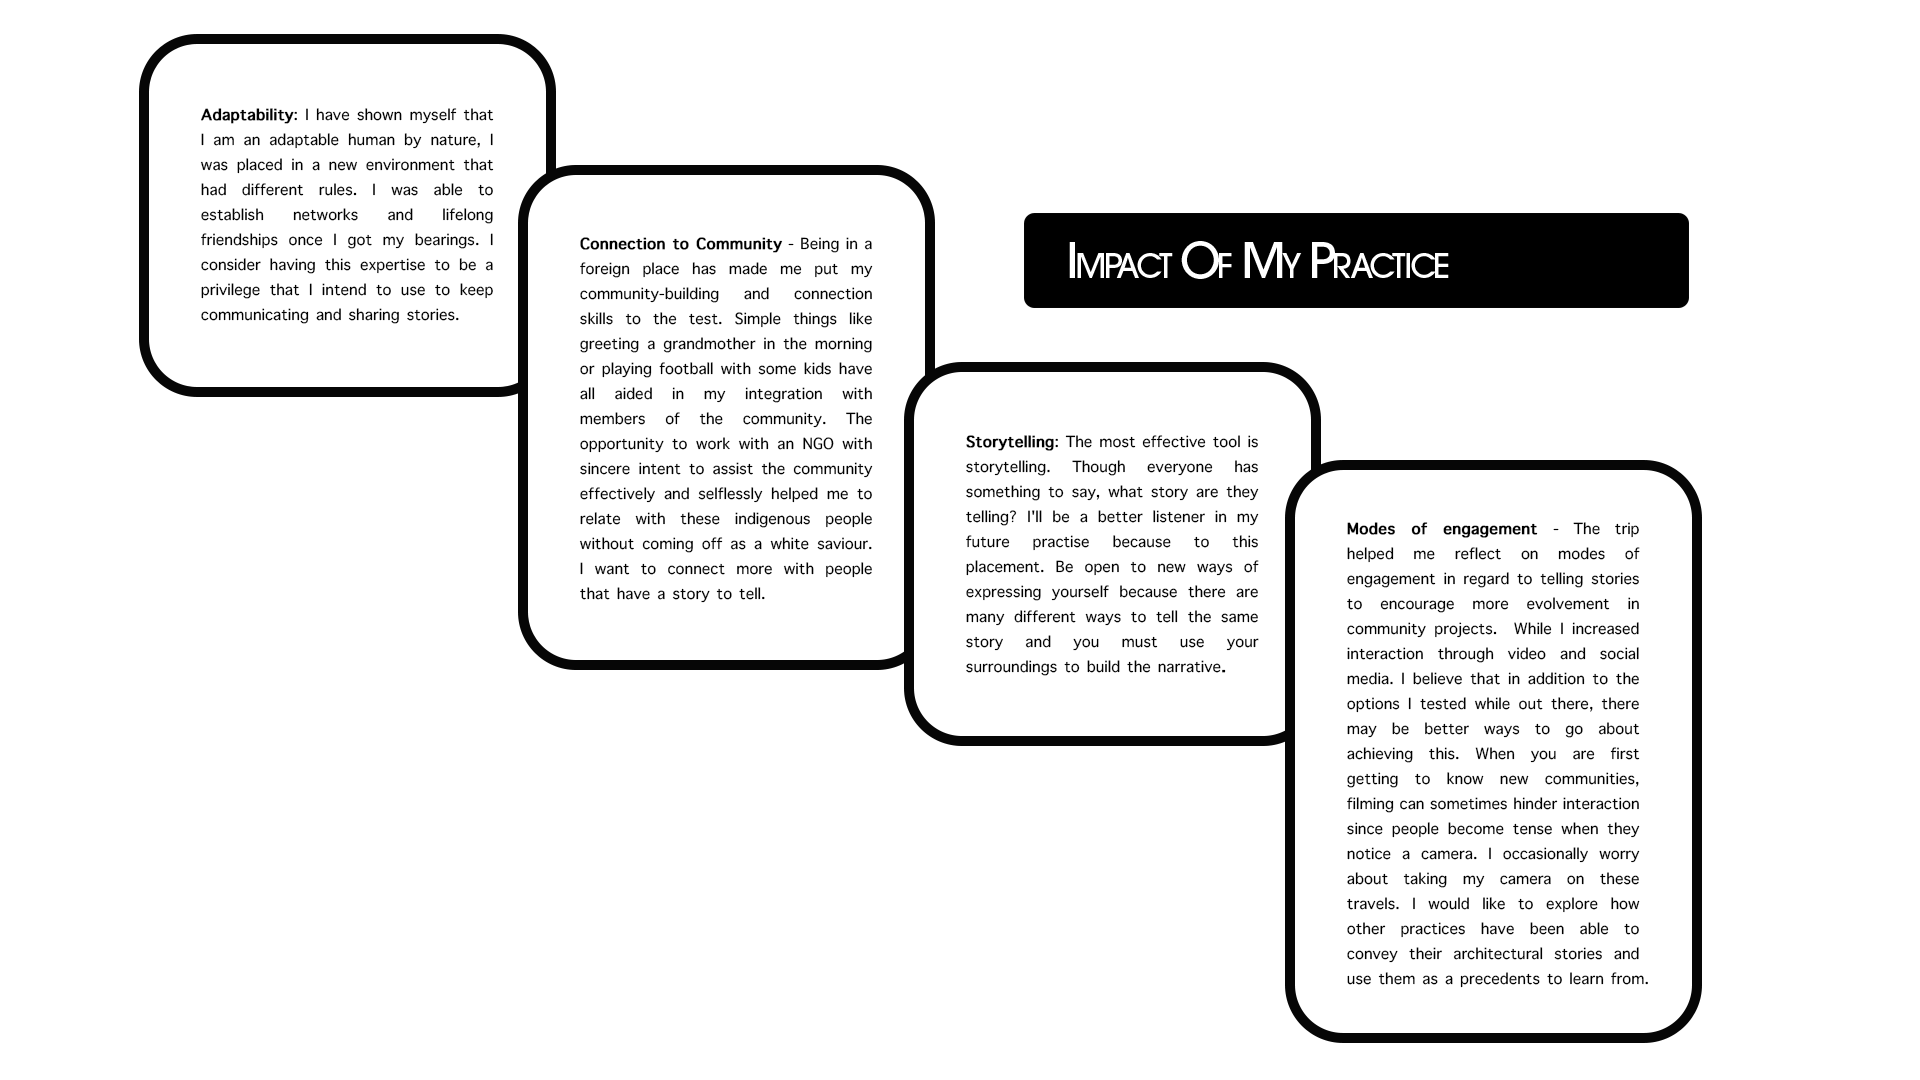 Adaptability: I have shown myself that
I am an adaptable human by nature, I
was placed in a new environment that
had different rules. I was able to
establish networks and lifelong
friendships once I got my bearings. I
consider having this expertise to be a
privilege that I intend to use to keep
communicating and sharing stories.
Connection to Community - Being in a
foreign place has made me put my
community-building and connection
skills to the test. Simple things like
greeting a grandmother in the morning
or playing football with some kids have
all aided in my integration with
members of the community. The
opportunity to work with an NGO with
sincere intent to assist the community
effectively and selflessly helped me to
relate with these indigenous people
without coming off as a white saviour.
I want to connect more with people
that have a story to tell.
Impact Of My Practice
Storytelling: The most effective tool is
storytelling. Though everyone has
something to say, what story are they
telling? I'll be a better listener in my
future practise because to this
placement. Be open to new ways of
expressing yourself because there are
many different ways to tell the same
story and you must use your
surroundings to build the narrative.
Modes of engagement - The trip
helped me reflect on modes of
engagement in regard to telling stories
to encourage more evolvement in
community projects. While I increased
interaction through video and social
media. I believe that in addition to the
options I tested while out there, there
may be better ways to go about
achieving this. When you are first
getting to know new communities,
filming can sometimes hinder interaction
since people become tense when they
notice a camera. I occasionally worry
about taking my camera on these
travels. I would like to explore how
other practices have been able to
convey their architectural stories and
use them as a precedents to learn from.